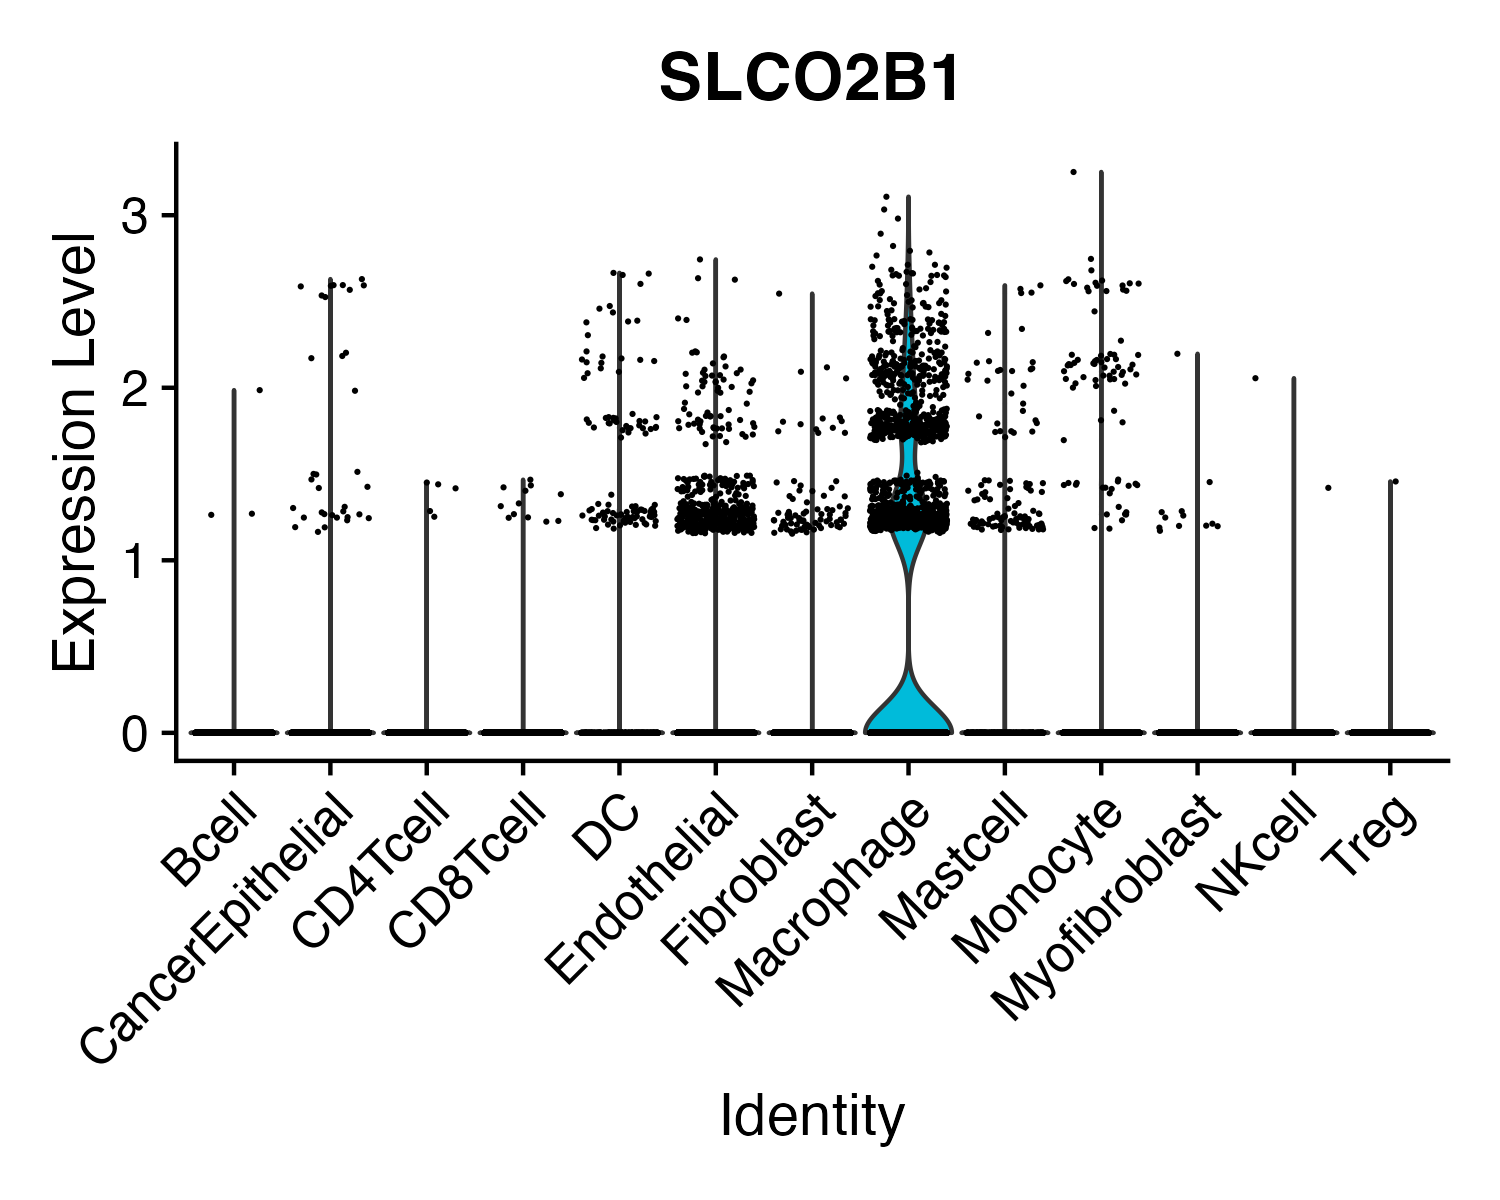 SLCO2B1
Expression Level
3
2
1
0
Bcell
CancerEpithelial
CD4Tcell
CD8Tcell
DC
Endothelial
Fibroblast
Macrophage
Mastcell
Monocyte
Myofibroblast
NKcell
Treg
Identity